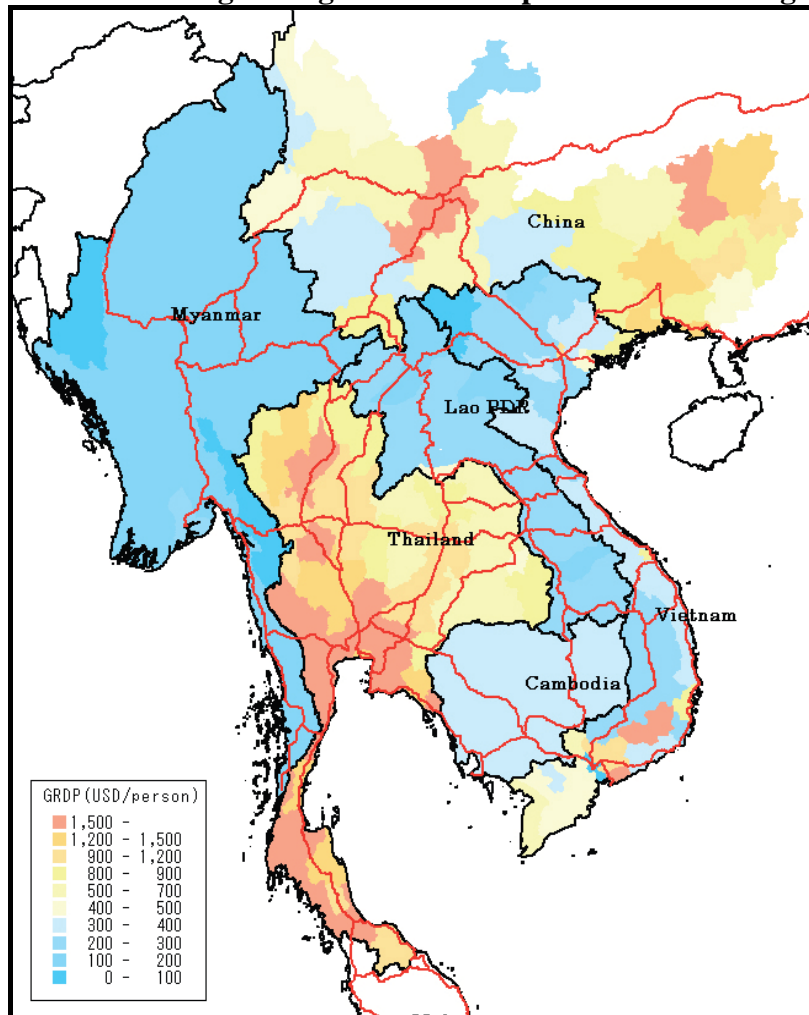 China
Myanmar
Lao PDR
Thailand
Vietnam
Cambodia
GRDP(USD/person)
1,500 -
1,200 - 1,500
900 - 1,200
800 - 900
500 - 700
400 - 500
300 - 400
200 - 300
100 - 200
0 - 100